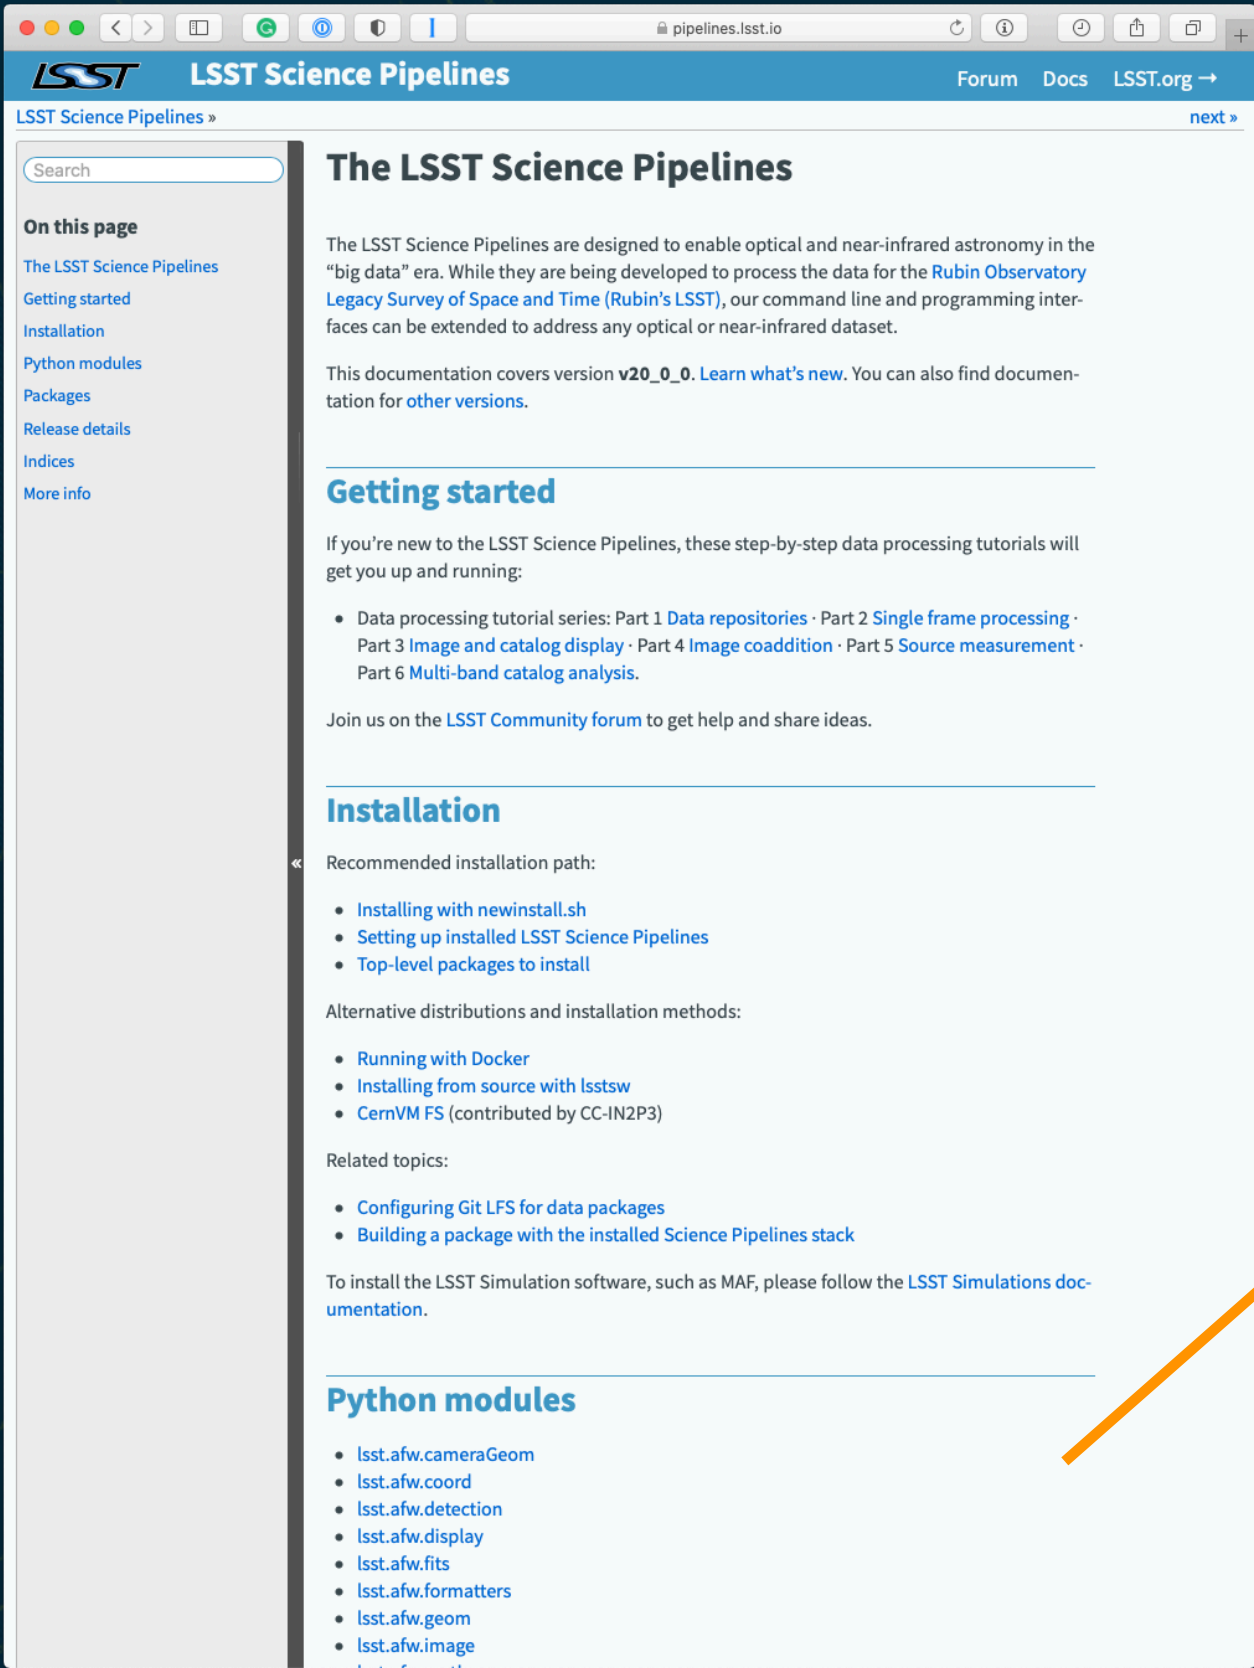 pipelines.lsst.io
LSST
LSST Science Pipelines
Forum
Docs
LSST.org →
LSST Science Pipelines »
next »
Search
On this page
The LSST Science Pipelines
Getting started
Installation
Python modules
Packages
Release details
Indices
More info
«
The LSST Science Pipelines
The LSST Science Pipelines are designed to enable optical and near-infrared astronomy in the
“big data” era. While they are being developed to process the data for the Rubin Observatory
Legacy Survey of Space and Time (Rubin’s LSST), our command line and programming inter-
faces can be extended to address any optical or near-infrared dataset.
This documentation covers version v20_0_0. Learn what’s new. You can also find documen-
tation for other versions.
Getting started
If you’re new to the LSST Science Pipelines, these step-by-step data processing tutorials will
get you up and running:
• Data processing tutorial series: Part 1 Data repositories · Part 2 Single frame processing ·
Part 3 Image and catalog display · Part 4 Image coaddition · Part 5 Source measurement ·
Part 6 Multi-band catalog analysis.
Join us on the LSST Community forum to get help and share ideas.
Installation
Recommended installation path:
• Installing with newinstall.sh
• Setting up installed LSST Science Pipelines
• Top-level packages to install
Alternative distributions and installation methods:
• Running with Docker
• Installing from source with lsstsw
• CernVM FS (contributed by CC-IN2P3)
Related topics:
• Configuring Git LFS for data packages
• Building a package with the installed Science Pipelines stack
To install the LSST Simulation software, such as MAF, please follow the LSST Simulations doc-
umentation.
Python modules
• lsst.afw.cameraGeom
• lsst.afw.coord
• lsst.afw.detection
• lsst.afw.display
• lsst.afw.fits
• lsst.afw.formatters
• lsst.afw.geom
• lsst.afw.image